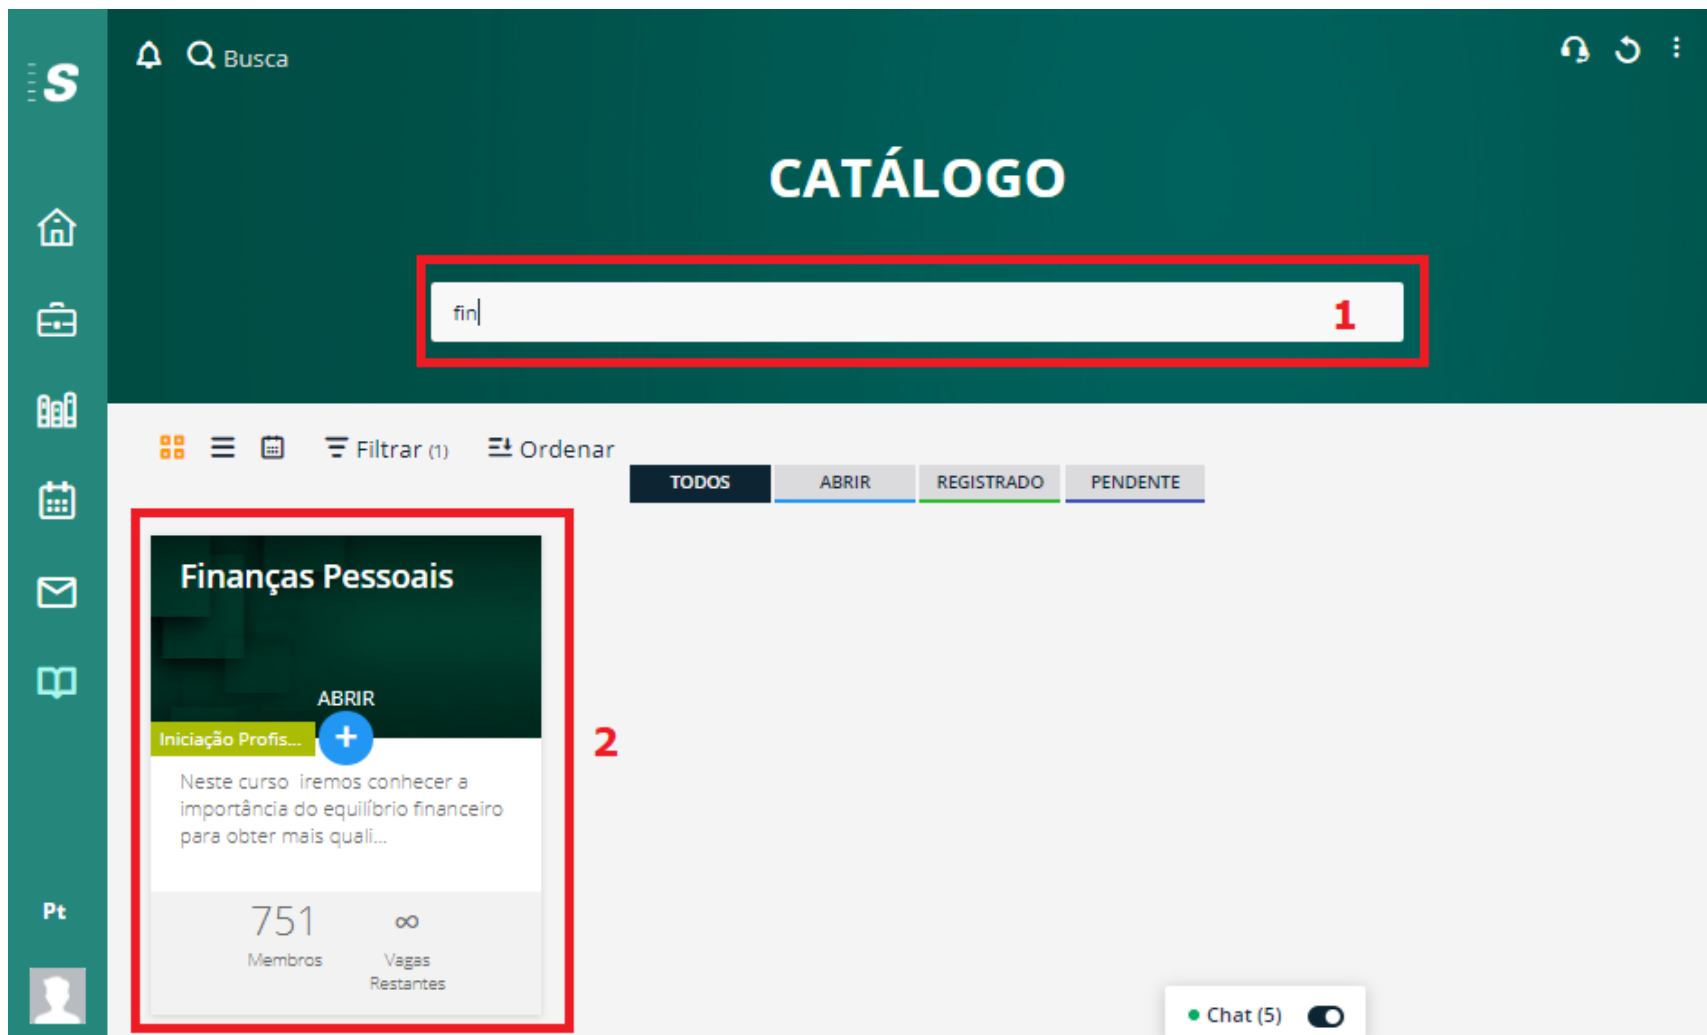 S
Busca
CATÁLOGO
fin
1
Filtrar (1)
Ordenar
TODOS
ABRIR
REGISTRADO
PENDENTE
Finanças Pessoais
ABRIR
Iniciação Profis...
2
Neste curso iremos conhecer a
importância do equilíbrio financeiro
para obter mais quali...
751
Membros
∞
Vagas
Restantes
Pt
Chat (5)